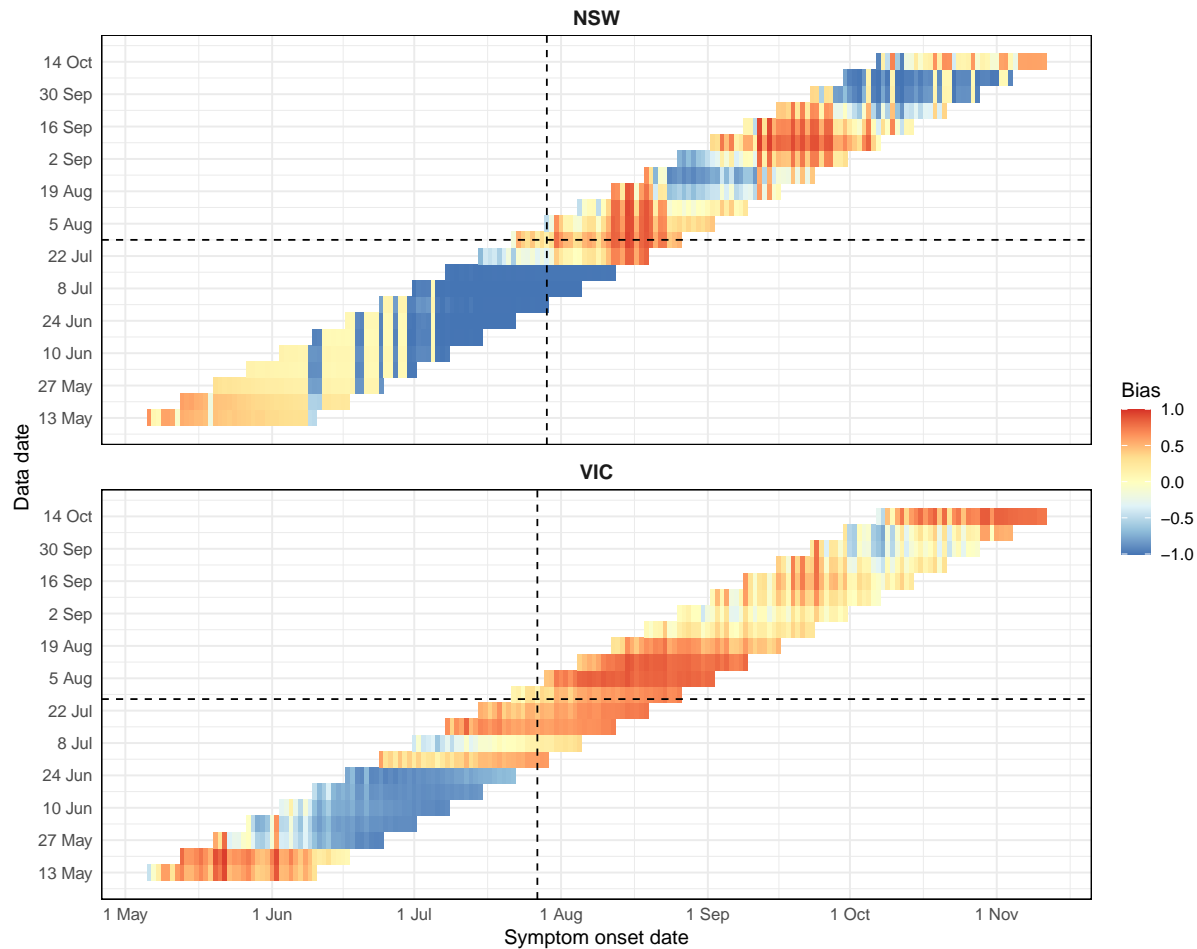 NSW
14 Oct
30 Sep
16 Sep
2 Sep
19 Aug
5 Aug
22 Jul
8 Jul
24 Jun
10 Jun
27 May
13 May
Data date
Bias
1.0
0.5
0.0
−0.5
−1.0
VIC
14 Oct
30 Sep
16 Sep
2 Sep
19 Aug
5 Aug
22 Jul
8 Jul
24 Jun
10 Jun
27 May
13 May
1 May 1 Jun 1 Jul 1 Aug 1 Sep 1 Oct 1 Nov
Symptom onset date